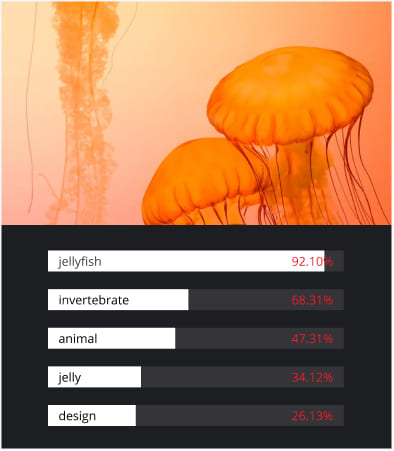 jellyfish 92.10%
invertebrate 68.31%
animal 47.31%
jelly 34.12%
design 26.13%